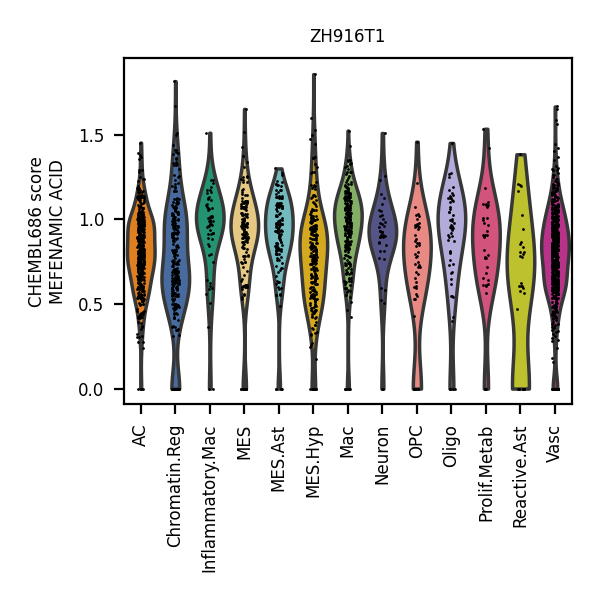 ZH916T1
CHEMBL686 score
MEFENAMIC ACID
1.5
1.0
0.5
0.0
AC
Chromatin.Reg
Inflammatory.Mac
MES
MES.Ast
MES.Hyp
Mac
Neuron
OPC
Oligo
Prolif.Metab
Reactive.Ast
Vasc